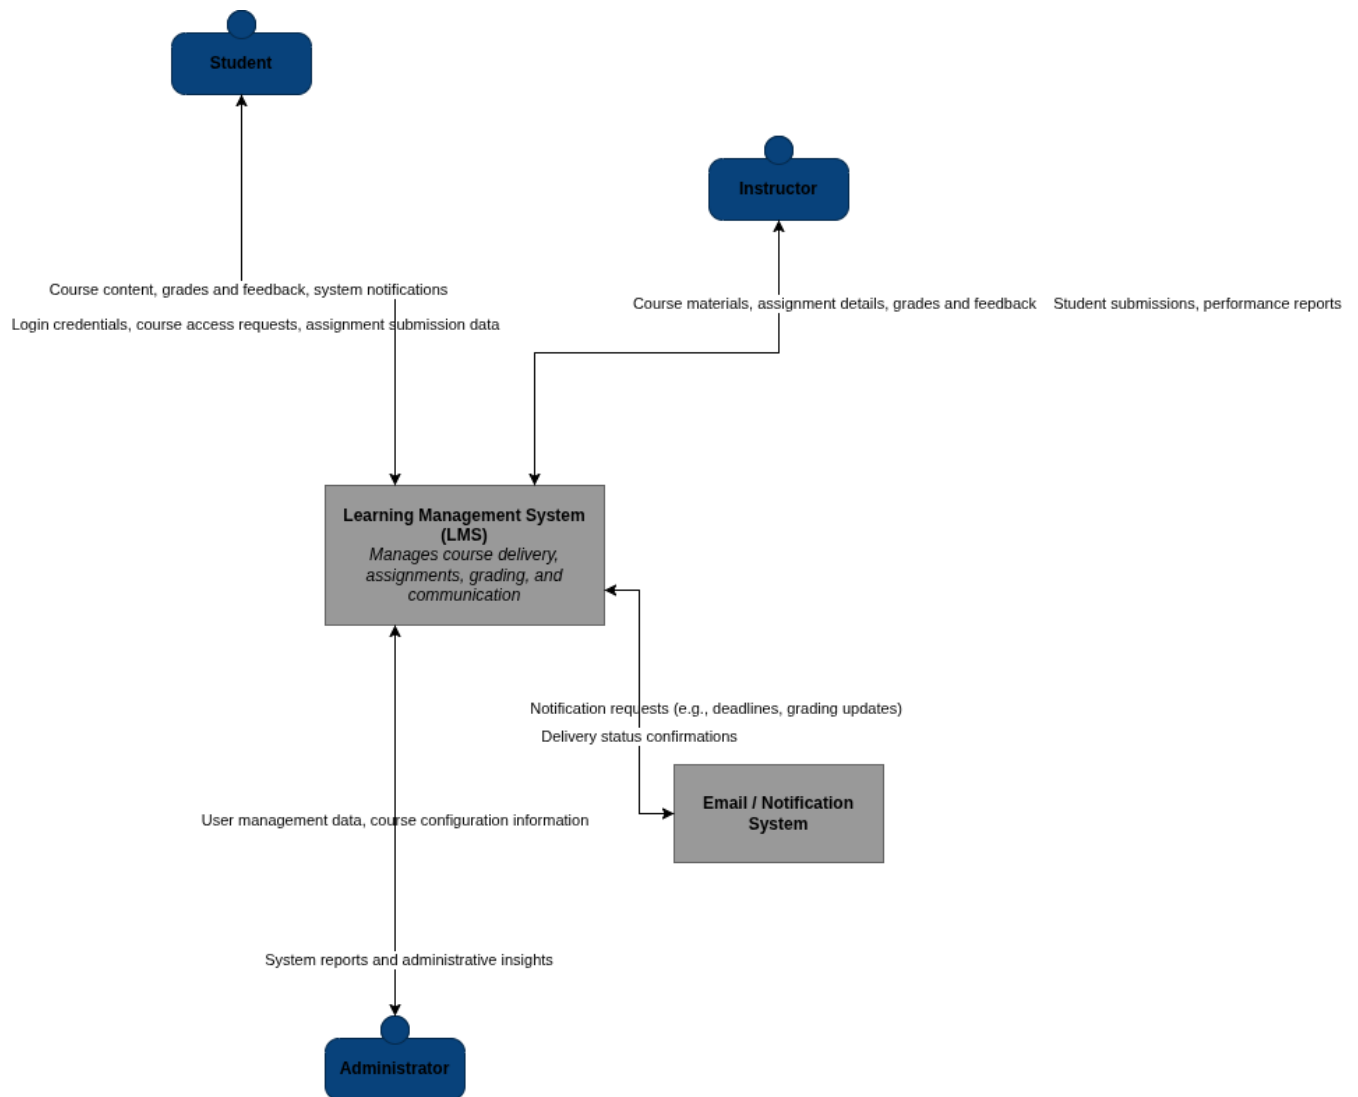 Student
Instructor
Course content, grades and feedback, system notifications
Course materials, assignment details, grades and feedback
Student submissions, performance reports
Login credentials, course access requests, assignment submission data
Learning Management System
(LMS)
Manages course delivery,
assignments, grading, and
communication
Notification requests (e.g., deadlines, grading updates)
Delivery status confirmations
Email / Notification
System
User management data, course configuration information
System reports and administrative insights
Administrator